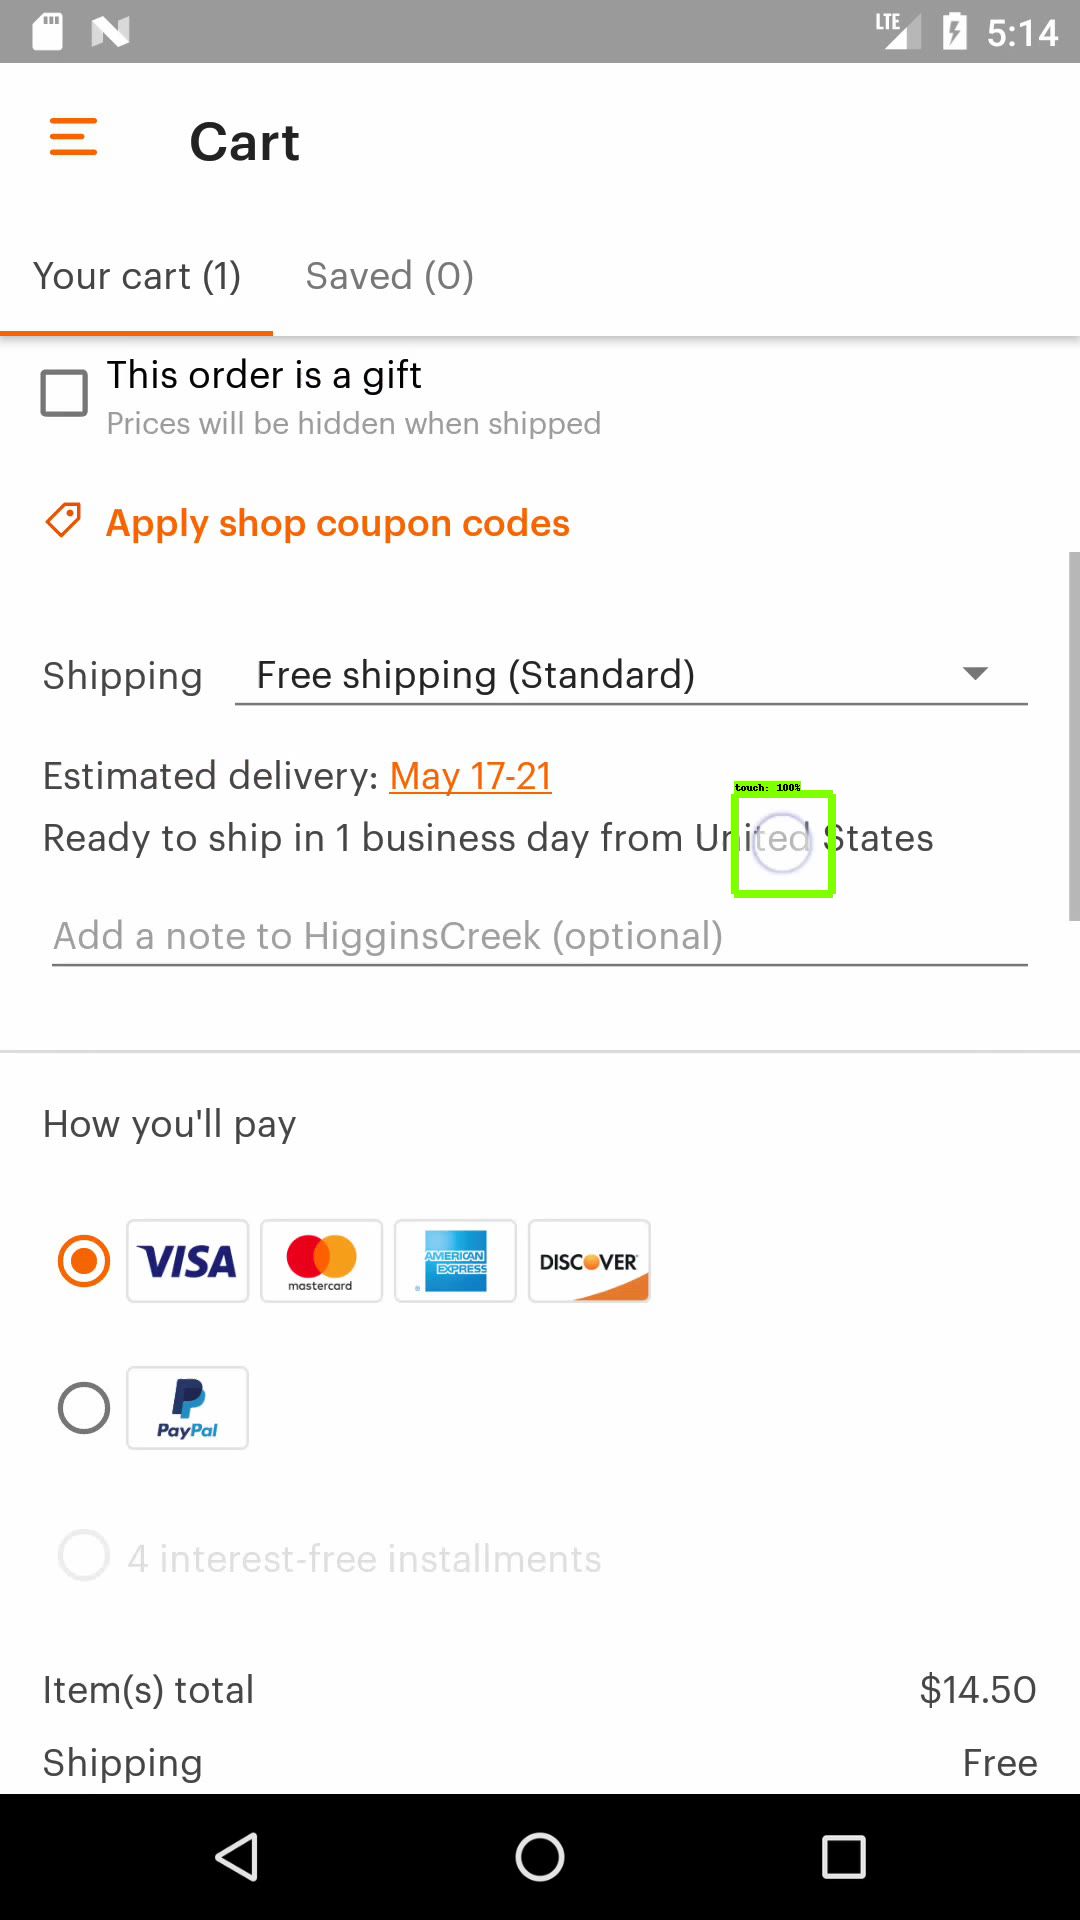 LTE 5:14
Cart
Your cart (1) Saved (0)
This order is a gift
Prices will be hidden when shipped
Apply shop coupon codes
Shipping Free shipping (Standard)
Estimated delivery: May 17-21
touch: 100%
Ready to ship in 1 business day from United States
Add a note to HigginsCreek (optional)
How you'll pay
VISA mastercard AMERICAN EXPRESS DISCOVER
PayPal
4 interest-free installments
Item(s) total $14.50
Shipping Free